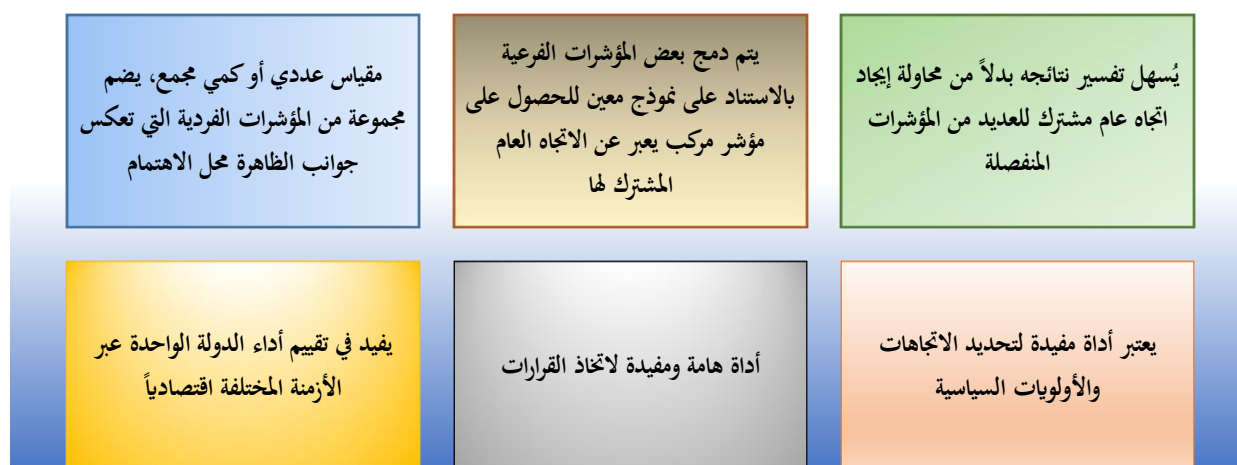 يُسهل تفسير نتائجه بدلاً من محاولة إيجاد
اتجاه عام مشترك للعديد من المؤشرات
المنفصلة
يتم دمج بعض المؤشرات الفرعية
بالاستناد على نموذج معين للحصول على
مؤشر مركب يعبر عن الاتجاه العام
المشترك لها
مقياس عددي أو كمي مجمع، يضم
مجموعة من المؤشرات الفردية التي تعكس
جوانب الظاهرة محل الاهتمام
يعتبر أداة مفيدة لتحديد الاتجاهات
والأولويات السياسية
أداة هامة ومفيدة لاتخاذ القرارات
يفيد في تقييم أداء الدولة الواحدة عبر
الأزمنة المختلفة اقتصادياً